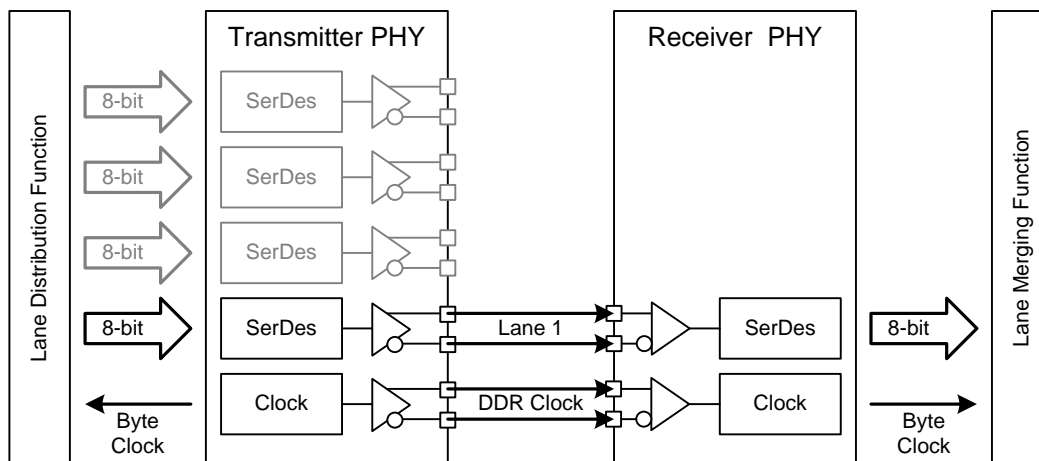 Transmitter PHY
Receiver PHY
Lane Distribution Function
8-bit
SerDes
8-bit
SerDes
8-bit
SerDes
8-bit
SerDes
Lane 1
SerDes
8-bit
Lane Merging Function
Byte
Clock
Clock
DDR Clock
Clock
Byte
Clock